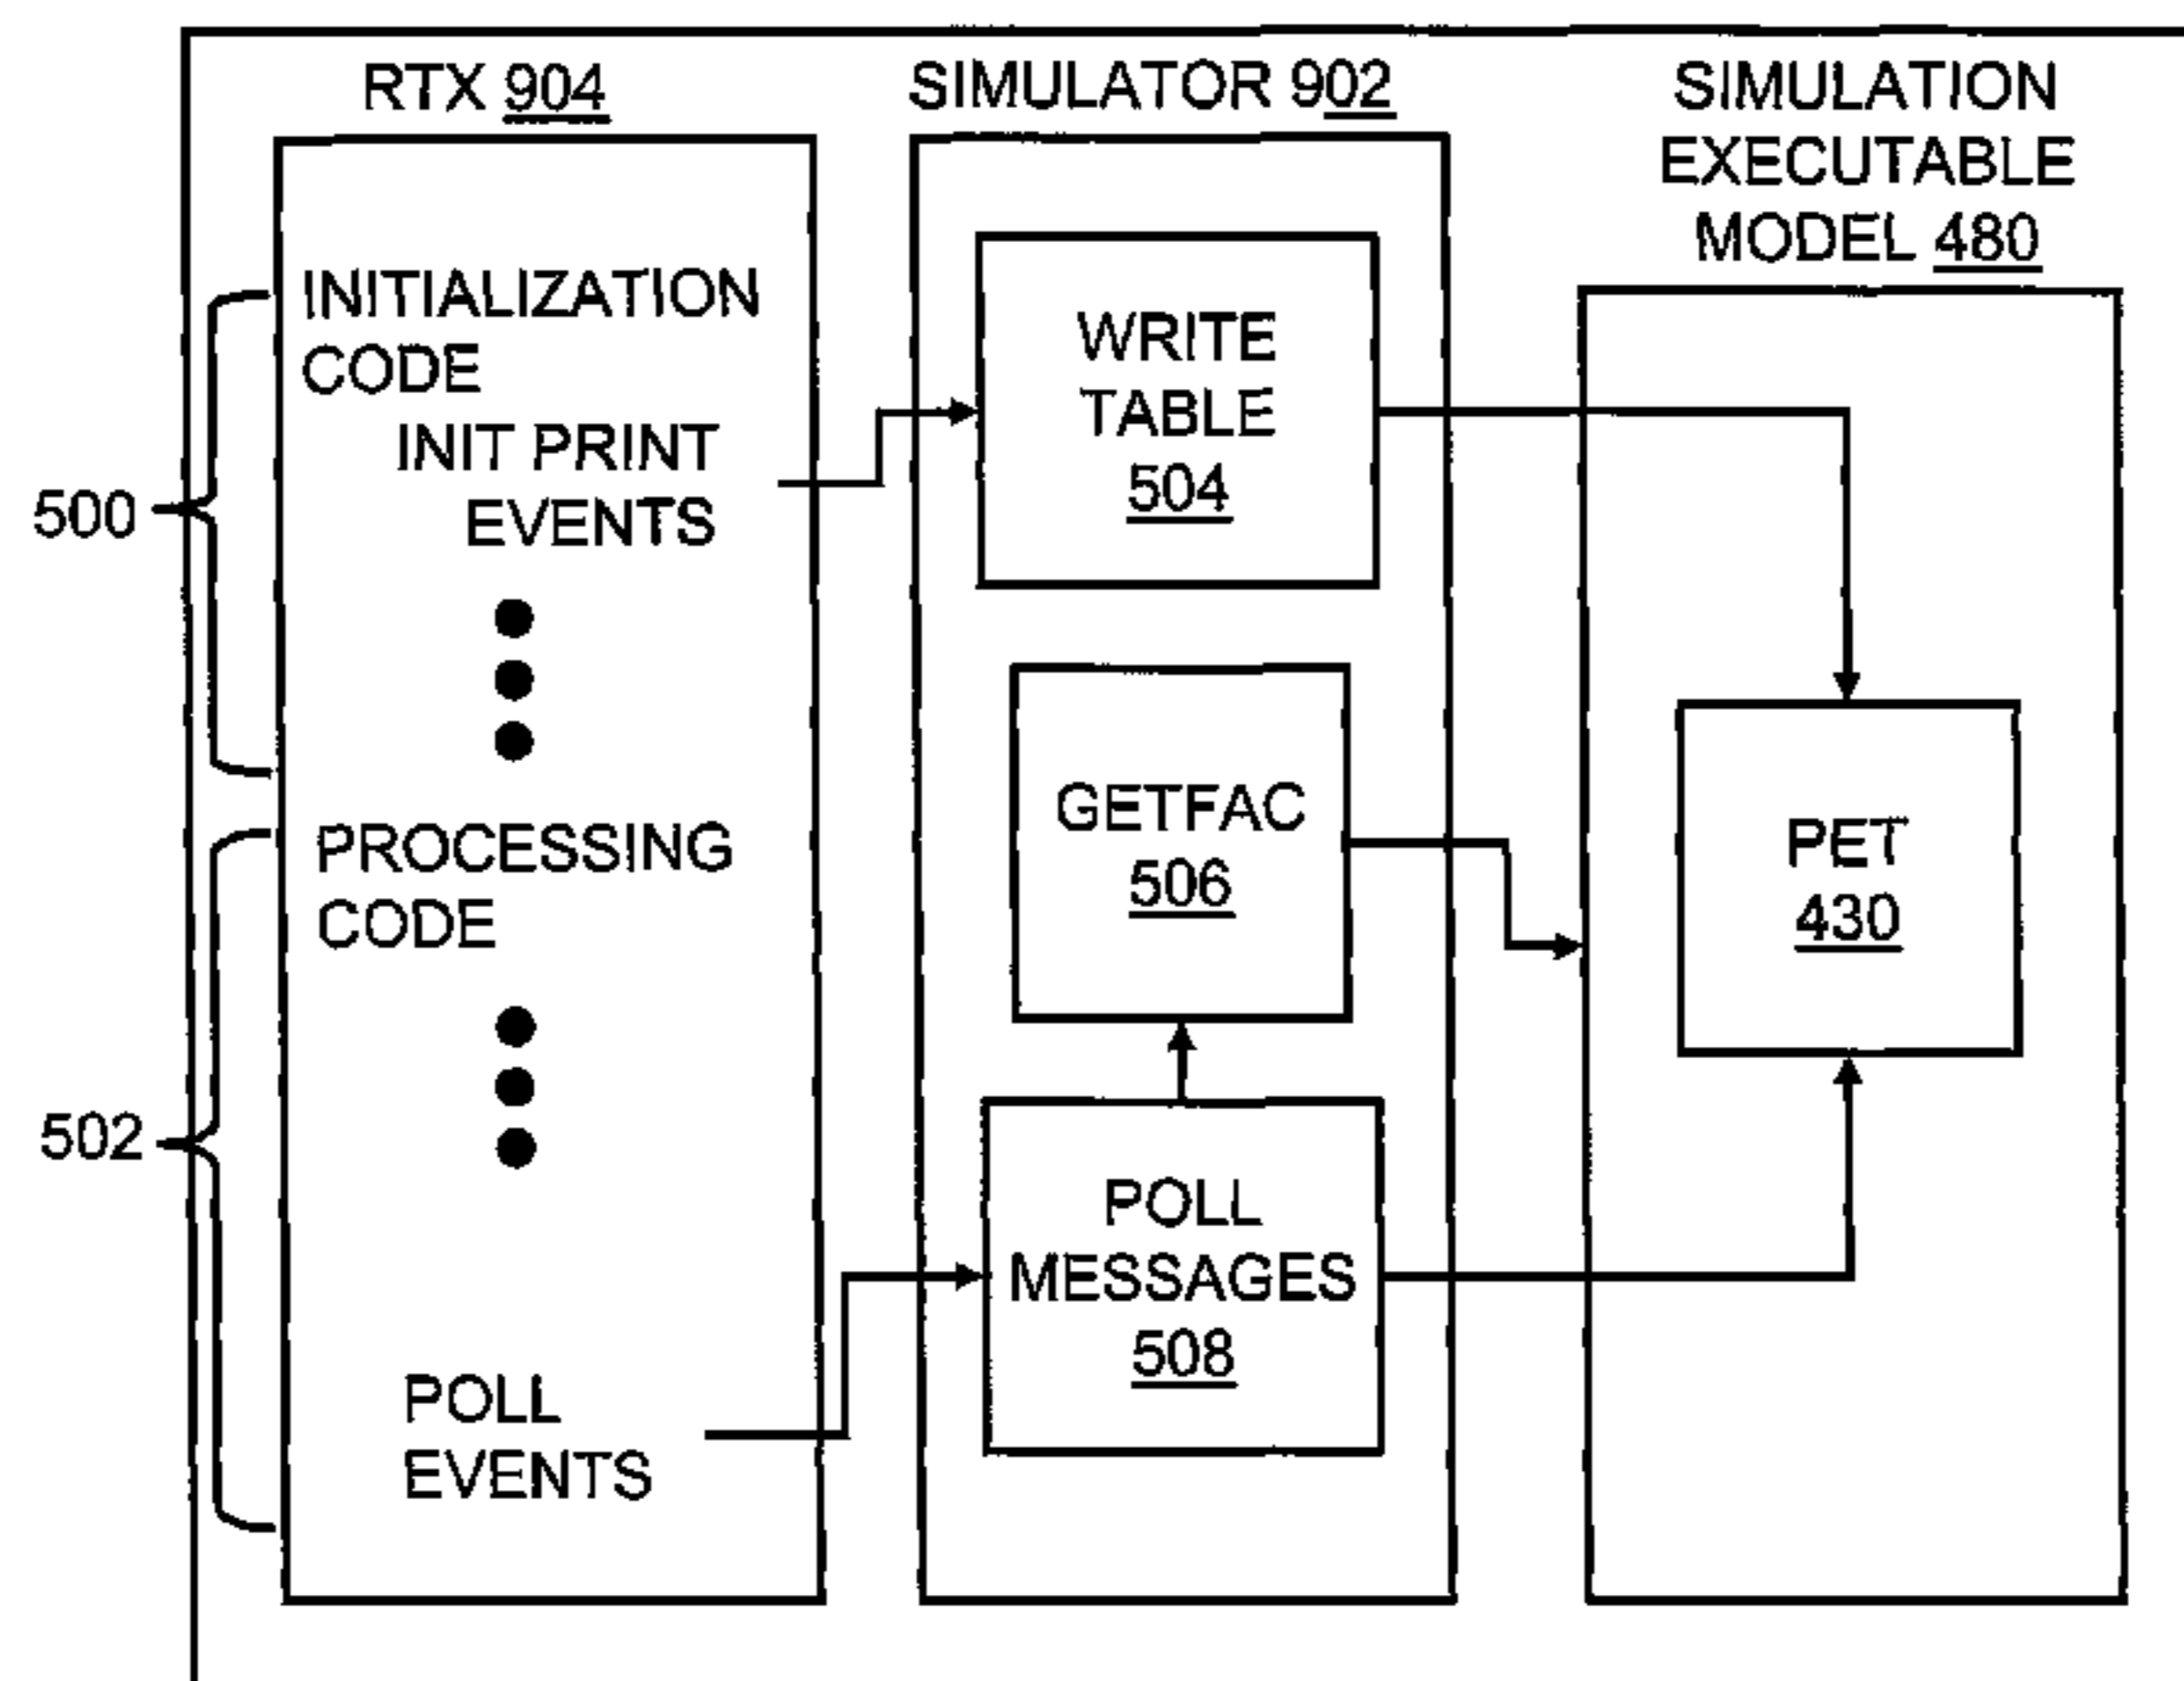 RTX 904
INITIALIZATION
CODE
INIT PRINT
EVENTS
500
PROCESSING
CODE
502
POLL
EVENTS
SIMULATOR 902
WRITE
TABLE
504
GETFAC
506
POLL
MESSAGES
508
SIMULATION
EXECUTABLE
MODEL 480
PET
430